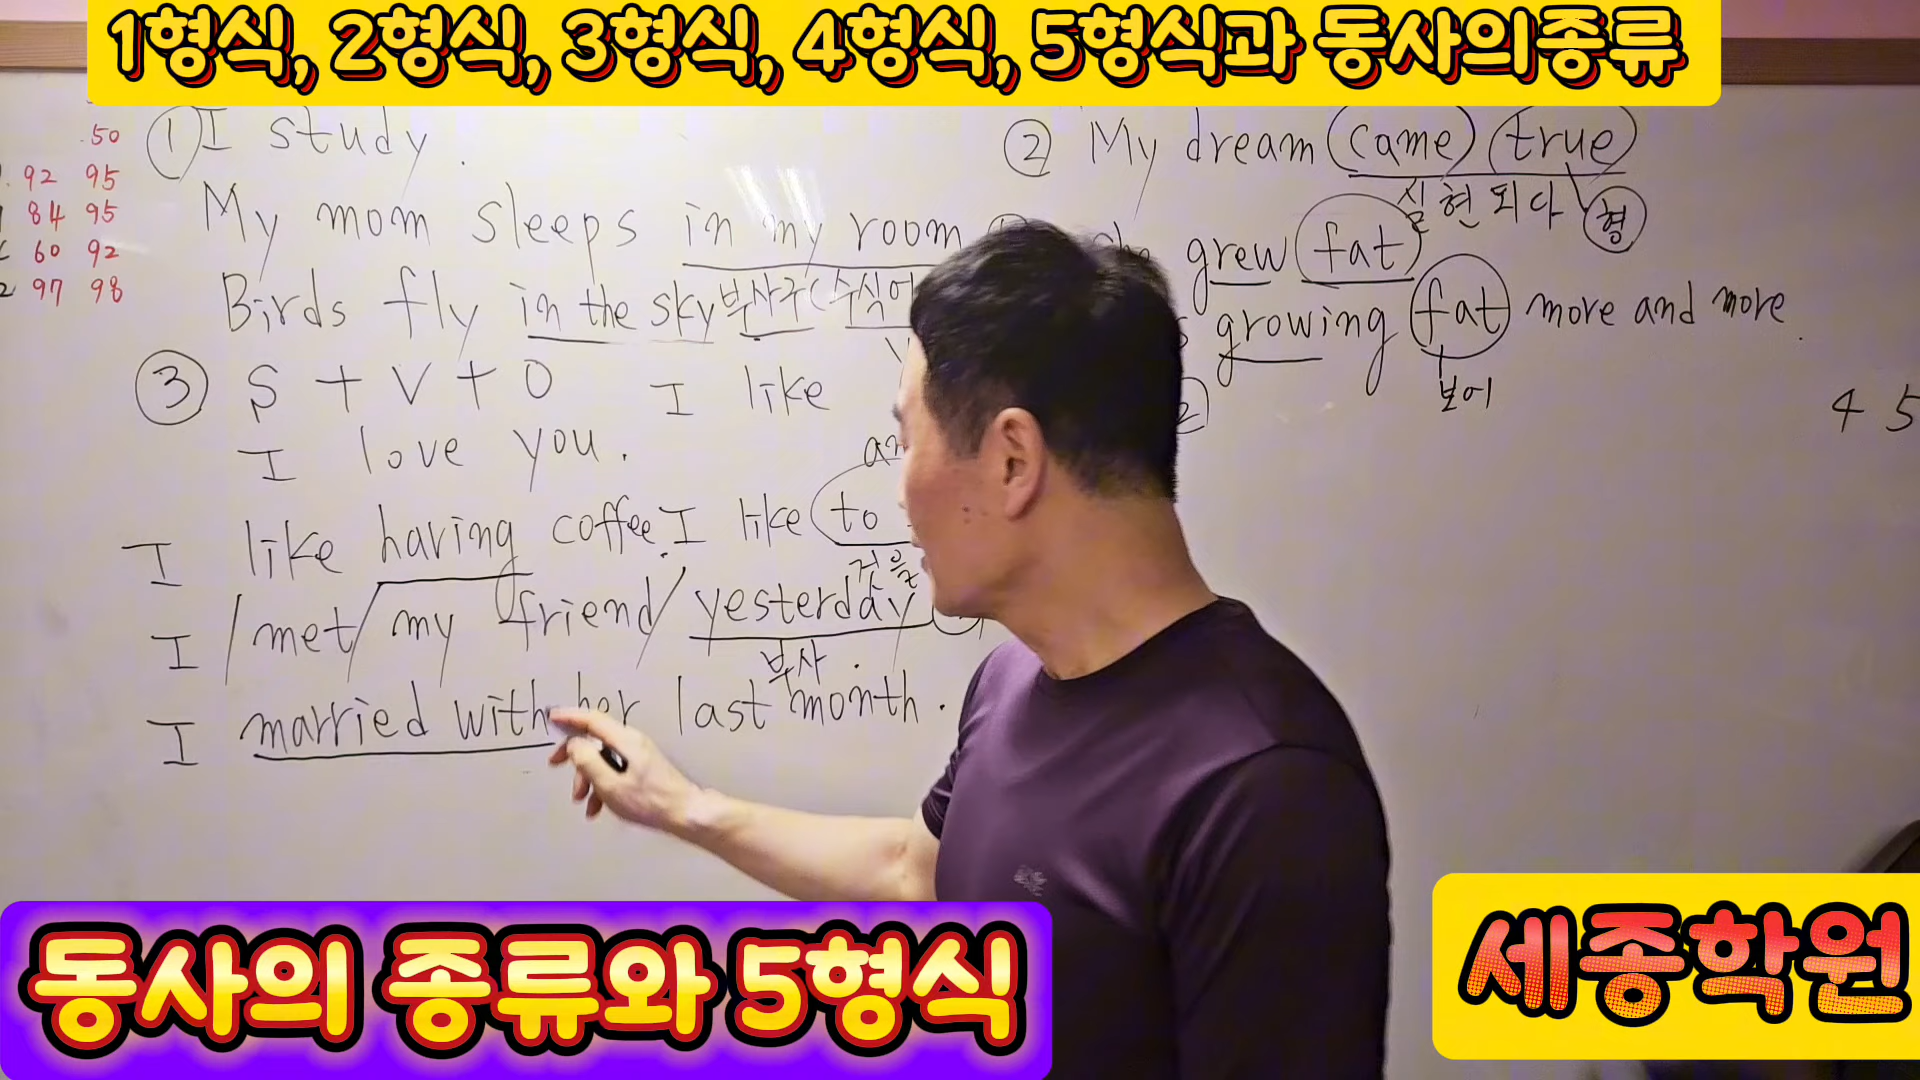 1형식, 2형식, 3형식, 4형식, 5형식과 동사의종류
50
92 95
84 95
60 92
97 98
① I study.
My mom sleeps in my room
Birds fly in the sky 부사구(수식어
② My dream came true
실현되다 형
grew fat
growing fat more and more.
보어
4 5
③ S + V + O I like
I love you.
I like having coffee. I like to
것을
I / met / my friend / yesterday
부사.
I married with her last month.
동사의 종류와 5형식
세종학원